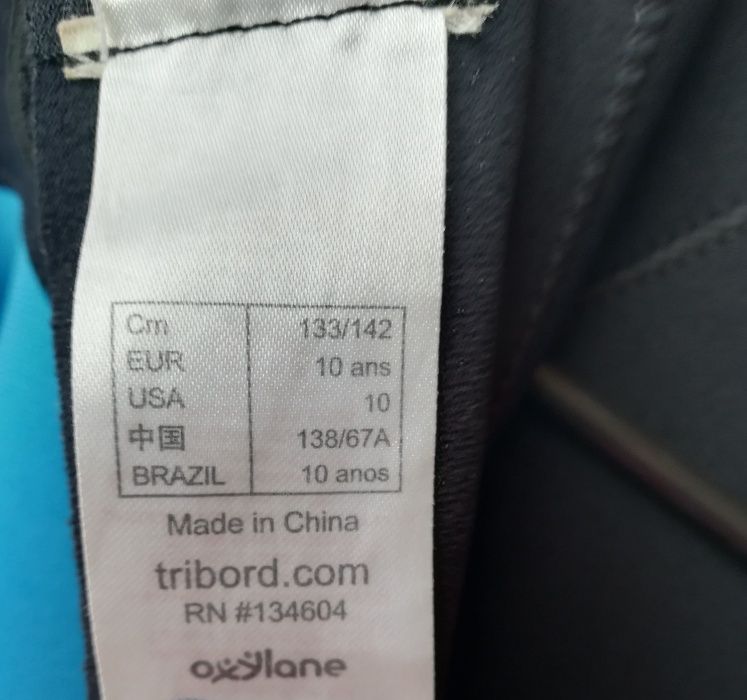 Cm 133/142
EUR 10 ans
USA 10
中国 138/67A
BRAZIL 10 anos
Made in China
tribord.com
RN #134604
oxylane